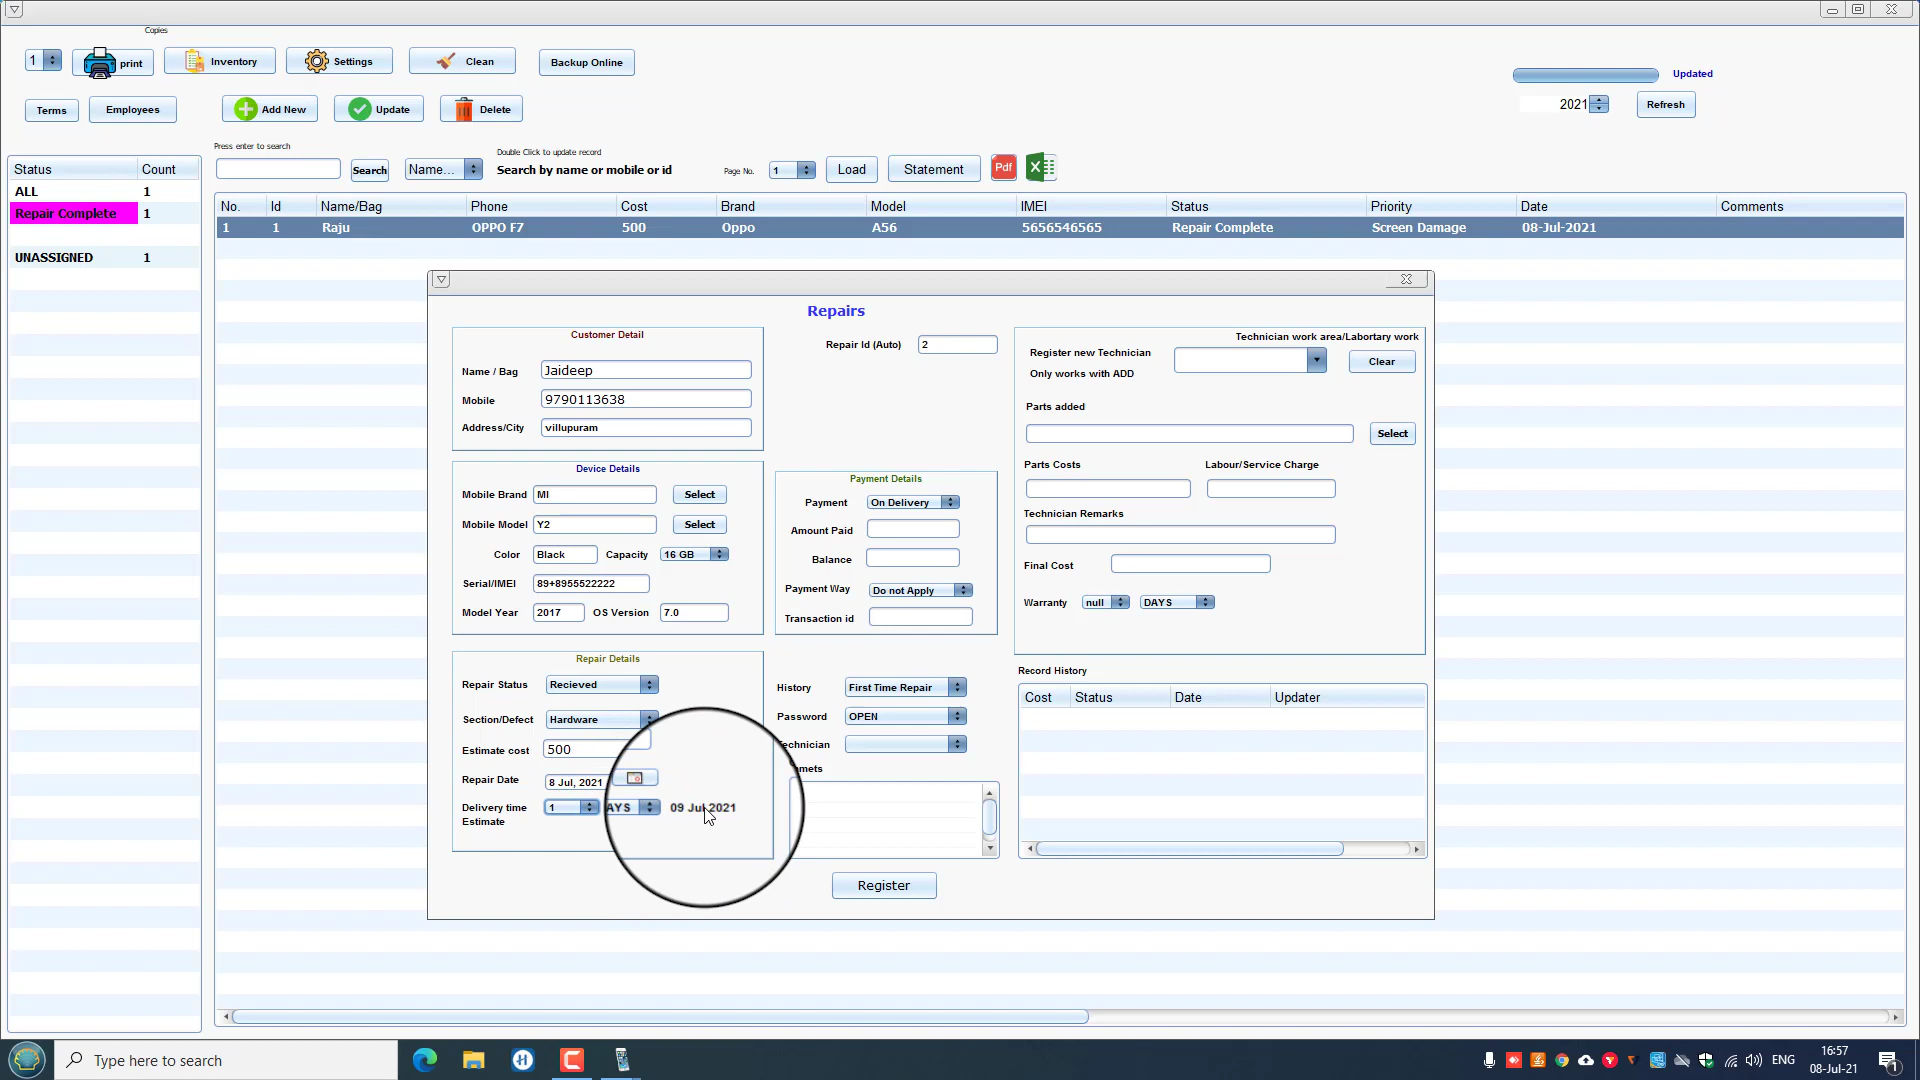 Copies
1 print Inventory Settings Clean Backup Online
Updated
2021 Refresh
Terms Employees Add New Update Delete
Press enter to search
Double Click to update record
Search Name... Search by name or mobile or id Page No. 1 Load Statement Pdf X
Status Count
ALL 1
Repair Complete 1
UNASSIGNED 1
No. Id Name/Bag Phone Cost Brand Model IMEI Status Priority Date Comments
1 1 Raju OPPO F7 500 Oppo A56 5656546565 Repair Complete Screen Damage 08-Jul-2021
Repairs
Customer Detail
Name / Bag Jaideep
Mobile 9790113638
Address/City villupuram
Repair Id (Auto) 2
Device Details
Mobile Brand MI Select
Mobile Model Y2 Select
Color Black Capacity 16 GB
Serial/IMEI 89+8955522222
Model Year 2017 OS Version 7.0
Payment Details
Payment On Delivery
Amount Paid
Balance
Payment Way Do not Apply
Transaction id
Technician work area/Labortary work
Register new Technician
Only works with ADD
Clear
Parts added
Select
Parts Costs Labour/Service Charge
Technician Remarks
Final Cost
Warranty null DAYS
Repair Details
Repair Status Recieved
Section/Defect Hardware
Estimate cost 500
Repair Date 8 Jul, 2021
Delivery time 1 AYS 09 Jul 2021
Estimate
History First Time Repair
Password OPEN
echnician
mets
Record History
Cost Status Date Updater
Register
Type here to search
ENG
16:57
08-Jul-21
1